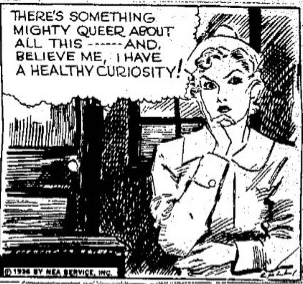 THERE'S SOMETHING
MIGHTY QUEER ABOUT
ALL THIS ------ AND,
BELIEVE ME, I HAVE
A HEALTHY CURIOSITY!
© 1936 BY NEA SERVICE, INC.